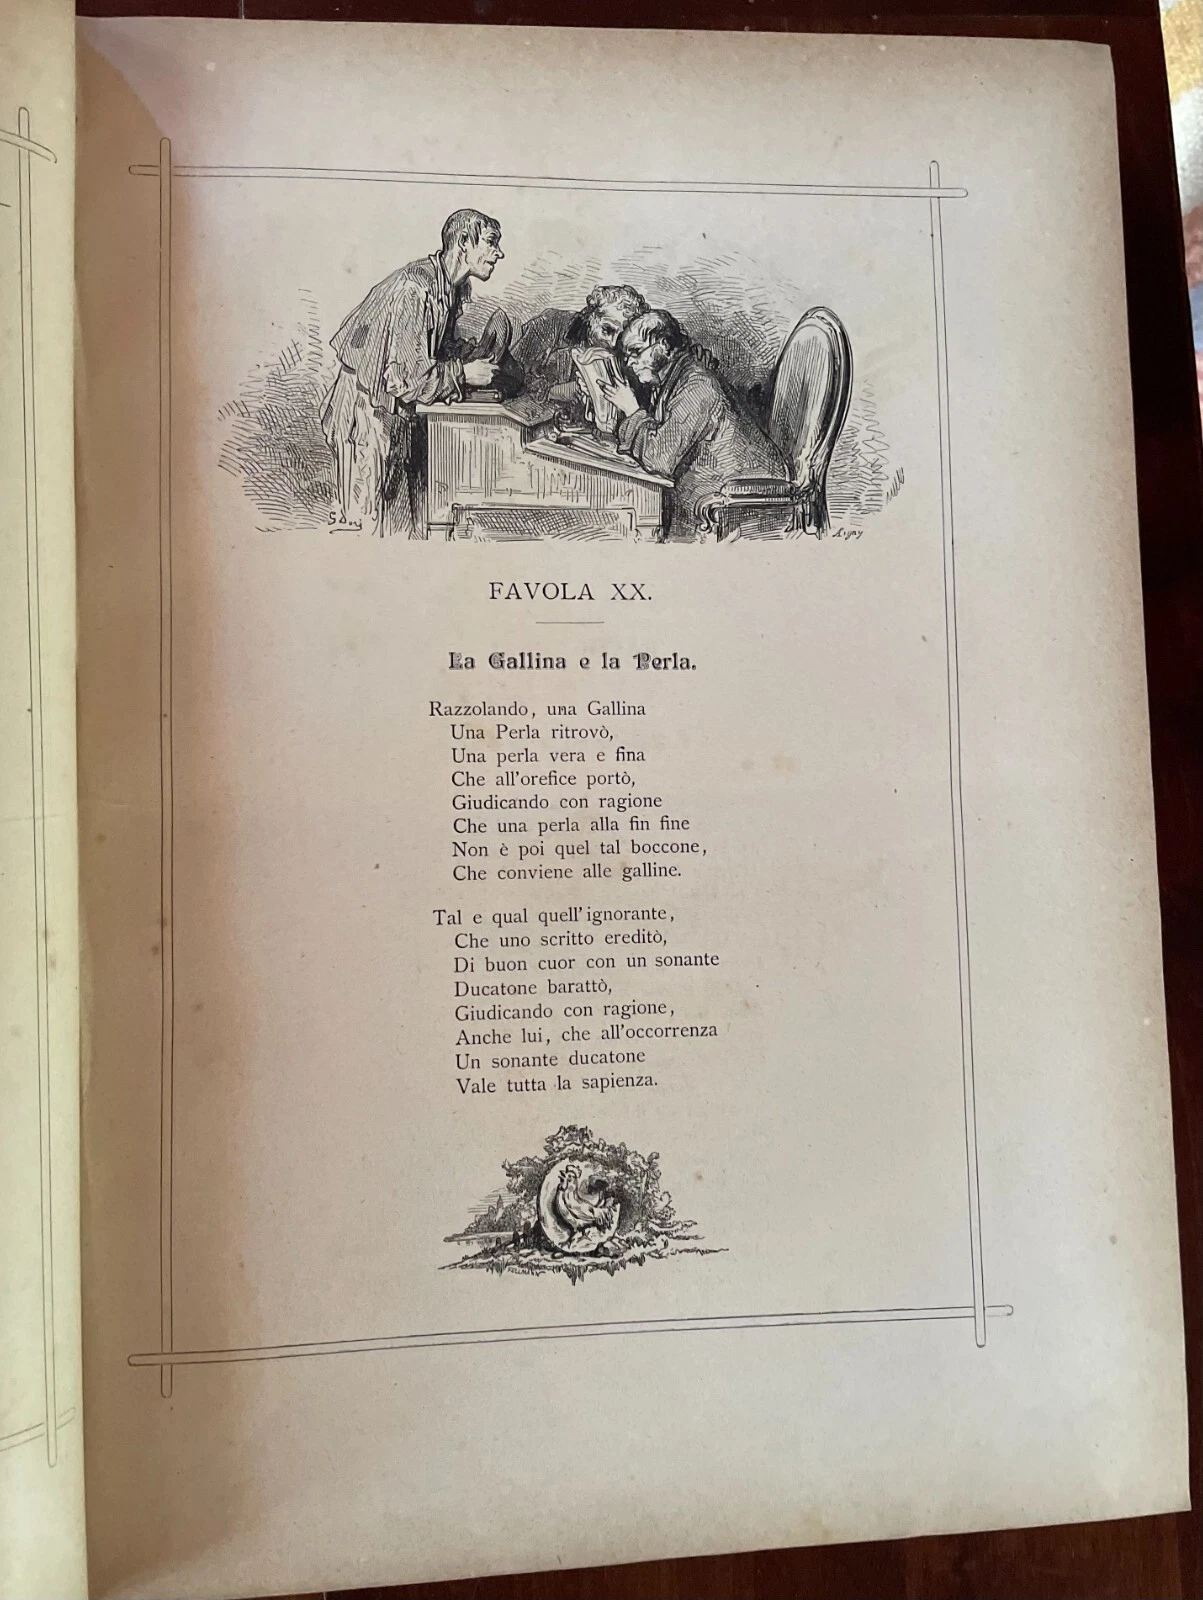 G Doré
FAVOLA XX.
La Gallina e la Perla.
Razzolando, una Gallina
Una Perla ritrovò,
Una perla vera e fina
Che all'orefice portò,
Giudicando con ragione
Che una perla alla fin fine
Non è poi quel tal boccone,
Che conviene alle galline.
Tal e qual quell'ignorante,
Che uno scritto ereditò,
Di buon cuor con un sonante
Ducatone barattò,
Giudicando con ragione,
Anche lui, che all'occorrenza
Un sonante ducatone
Vale tutta la sapienza.